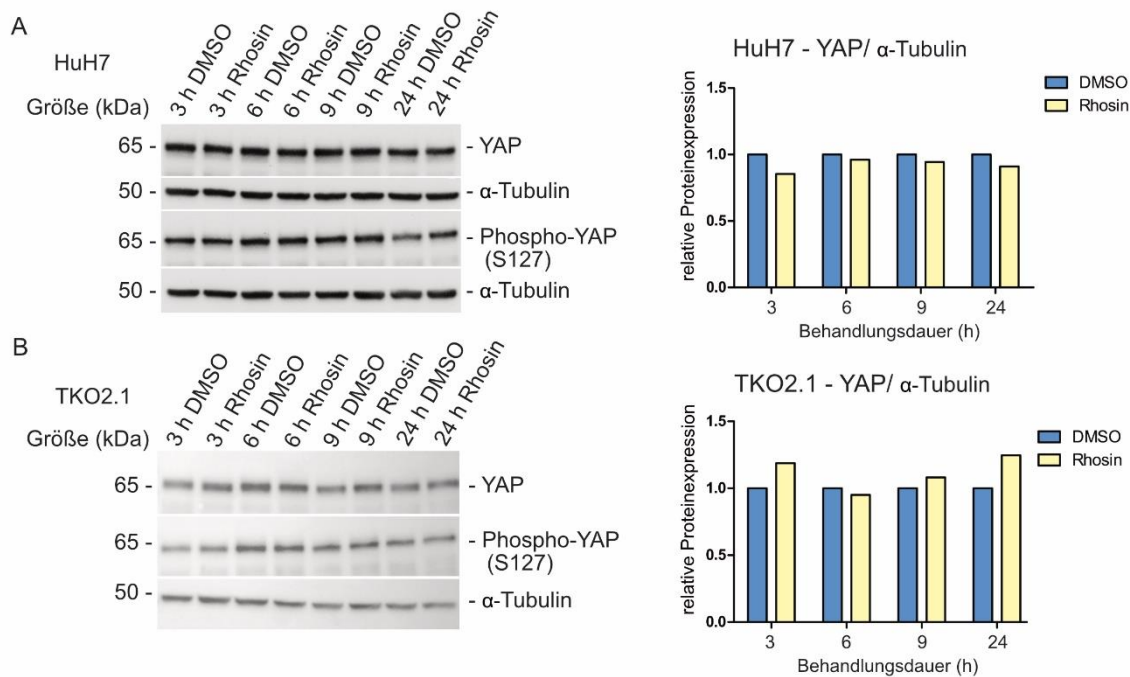 A
HuH7
Größe (kDa)
3 h DMSO
3 h Rhosin
6 h DMSO
6 h Rhosin
9 h DMSO
9 h Rhosin
24 h DMSO
24 h Rhosin
65 -
- YAP
50 -
- α-Tubulin
65 -
- Phospho-YAP
(S127)
50 -
- α-Tubulin
HuH7 - YAP/ α-Tubulin
DMSO
Rhosin
relative Proteinexpression
1.5
1.0
0.5
0.0
3 6 9 24
Behandlungsdauer (h)
B
TKO2.1
Größe (kDa)
3 h DMSO
3 h Rhosin
6 h DMSO
6 h Rhosin
9 h DMSO
9 h Rhosin
24 h DMSO
24 h Rhosin
65 -
- YAP
65 -
- Phospho-YAP
(S127)
50 -
- α-Tubulin
TKO2.1 - YAP/ α-Tubulin
DMSO
Rhosin
relative Proteinexpression
1.5
1.0
0.5
0.0
3 6 9 24
Behandlungsdauer (h)